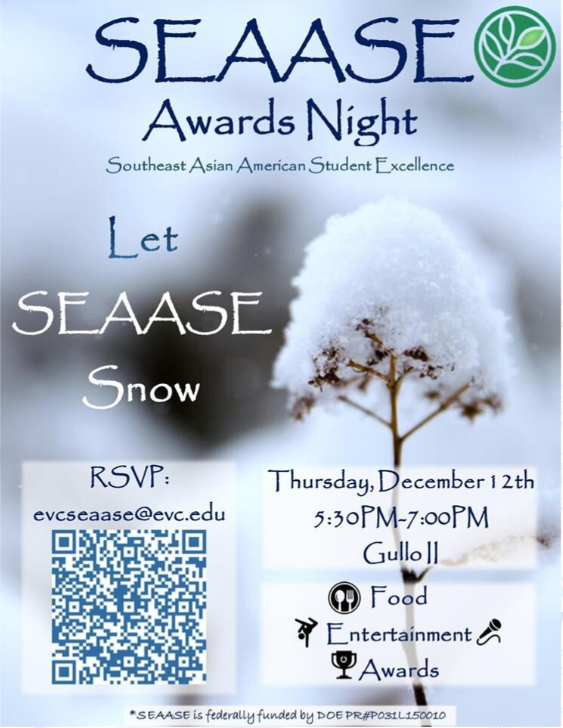 SEAASE
Awards Night
Southeast Asian American Student Excellence
Let
SEAASE
Snow
RSVP:
evcseaase@evc.edu
Thursday, December 12th
5:30PM-7:00PM
Gullo II
Food
Entertainment
Awards
*SEAASE is federally funded by DOE PR#P031L150010